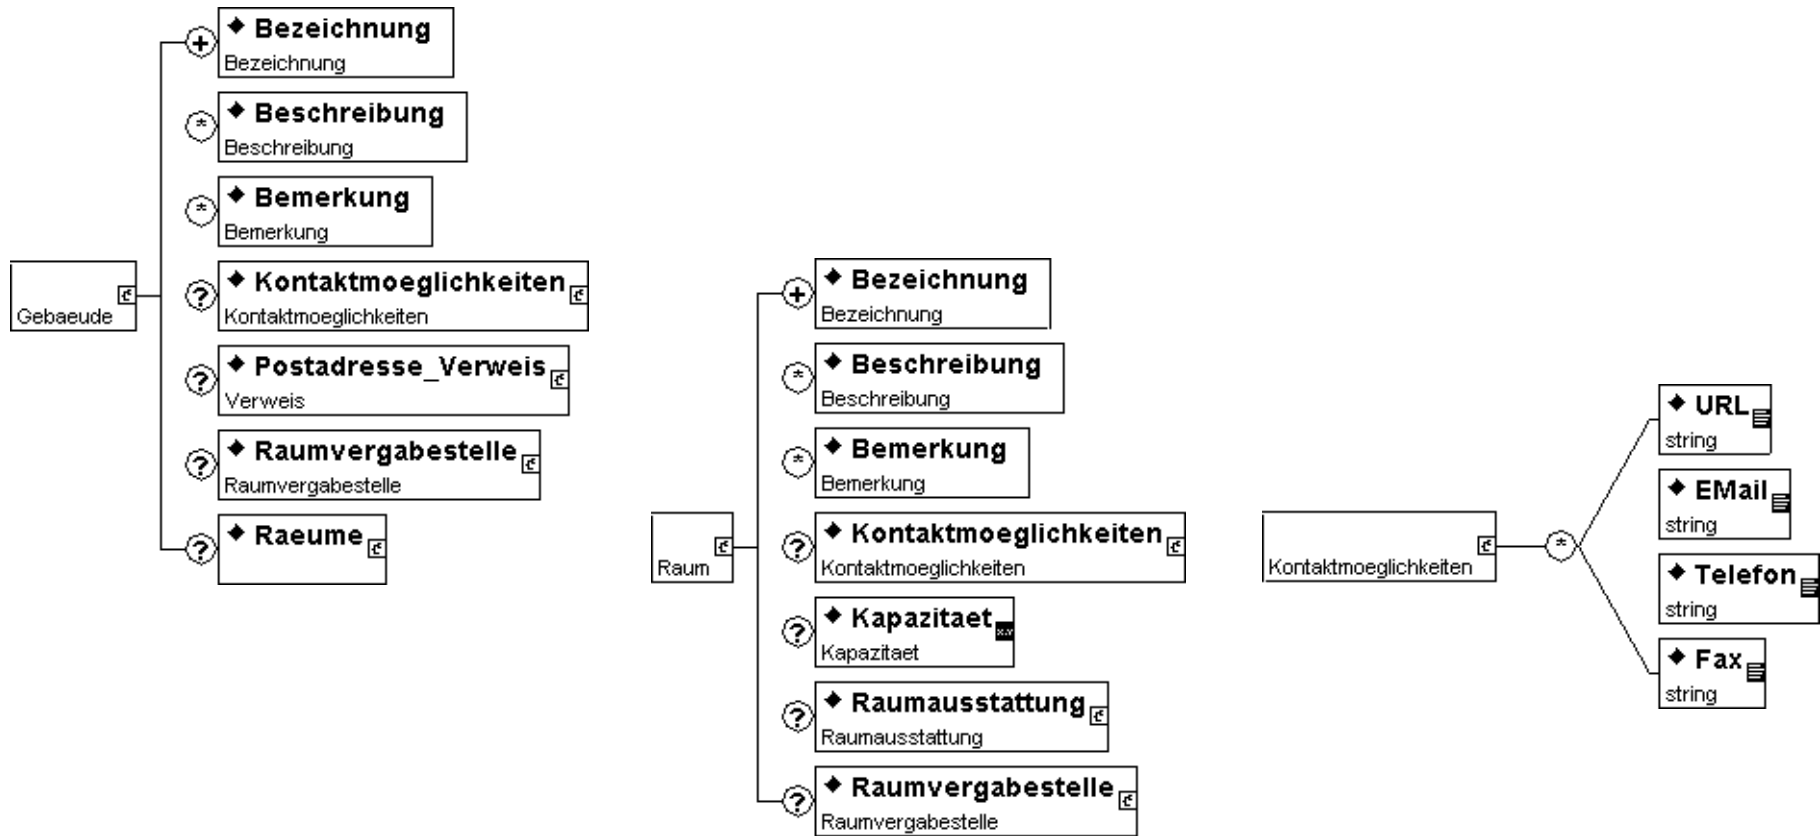 Bezeichnung
Bezeichnung
Beschreibung
Beschreibung
Bemerkung
Bemerkung
Gebaeude
Kontaktmoeglichkeiten
Kontaktmoeglichkeiten
Postadresse_Verweis
Verweis
Raumvergabestelle
Raumvergabestelle
Raeume
Raum
Bezeichnung
Bezeichnung
Beschreibung
Beschreibung
Bemerkung
Bemerkung
Kontaktmoeglichkeiten
Kontaktmoeglichkeiten
Kapazitaet
Kapazitaet
Raumausstattung
Raumausstattung
Raumvergabestelle
Raumvergabestelle
Kontaktmoeglichkeiten
URL
string
EMail
string
Telefon
string
Fax
string